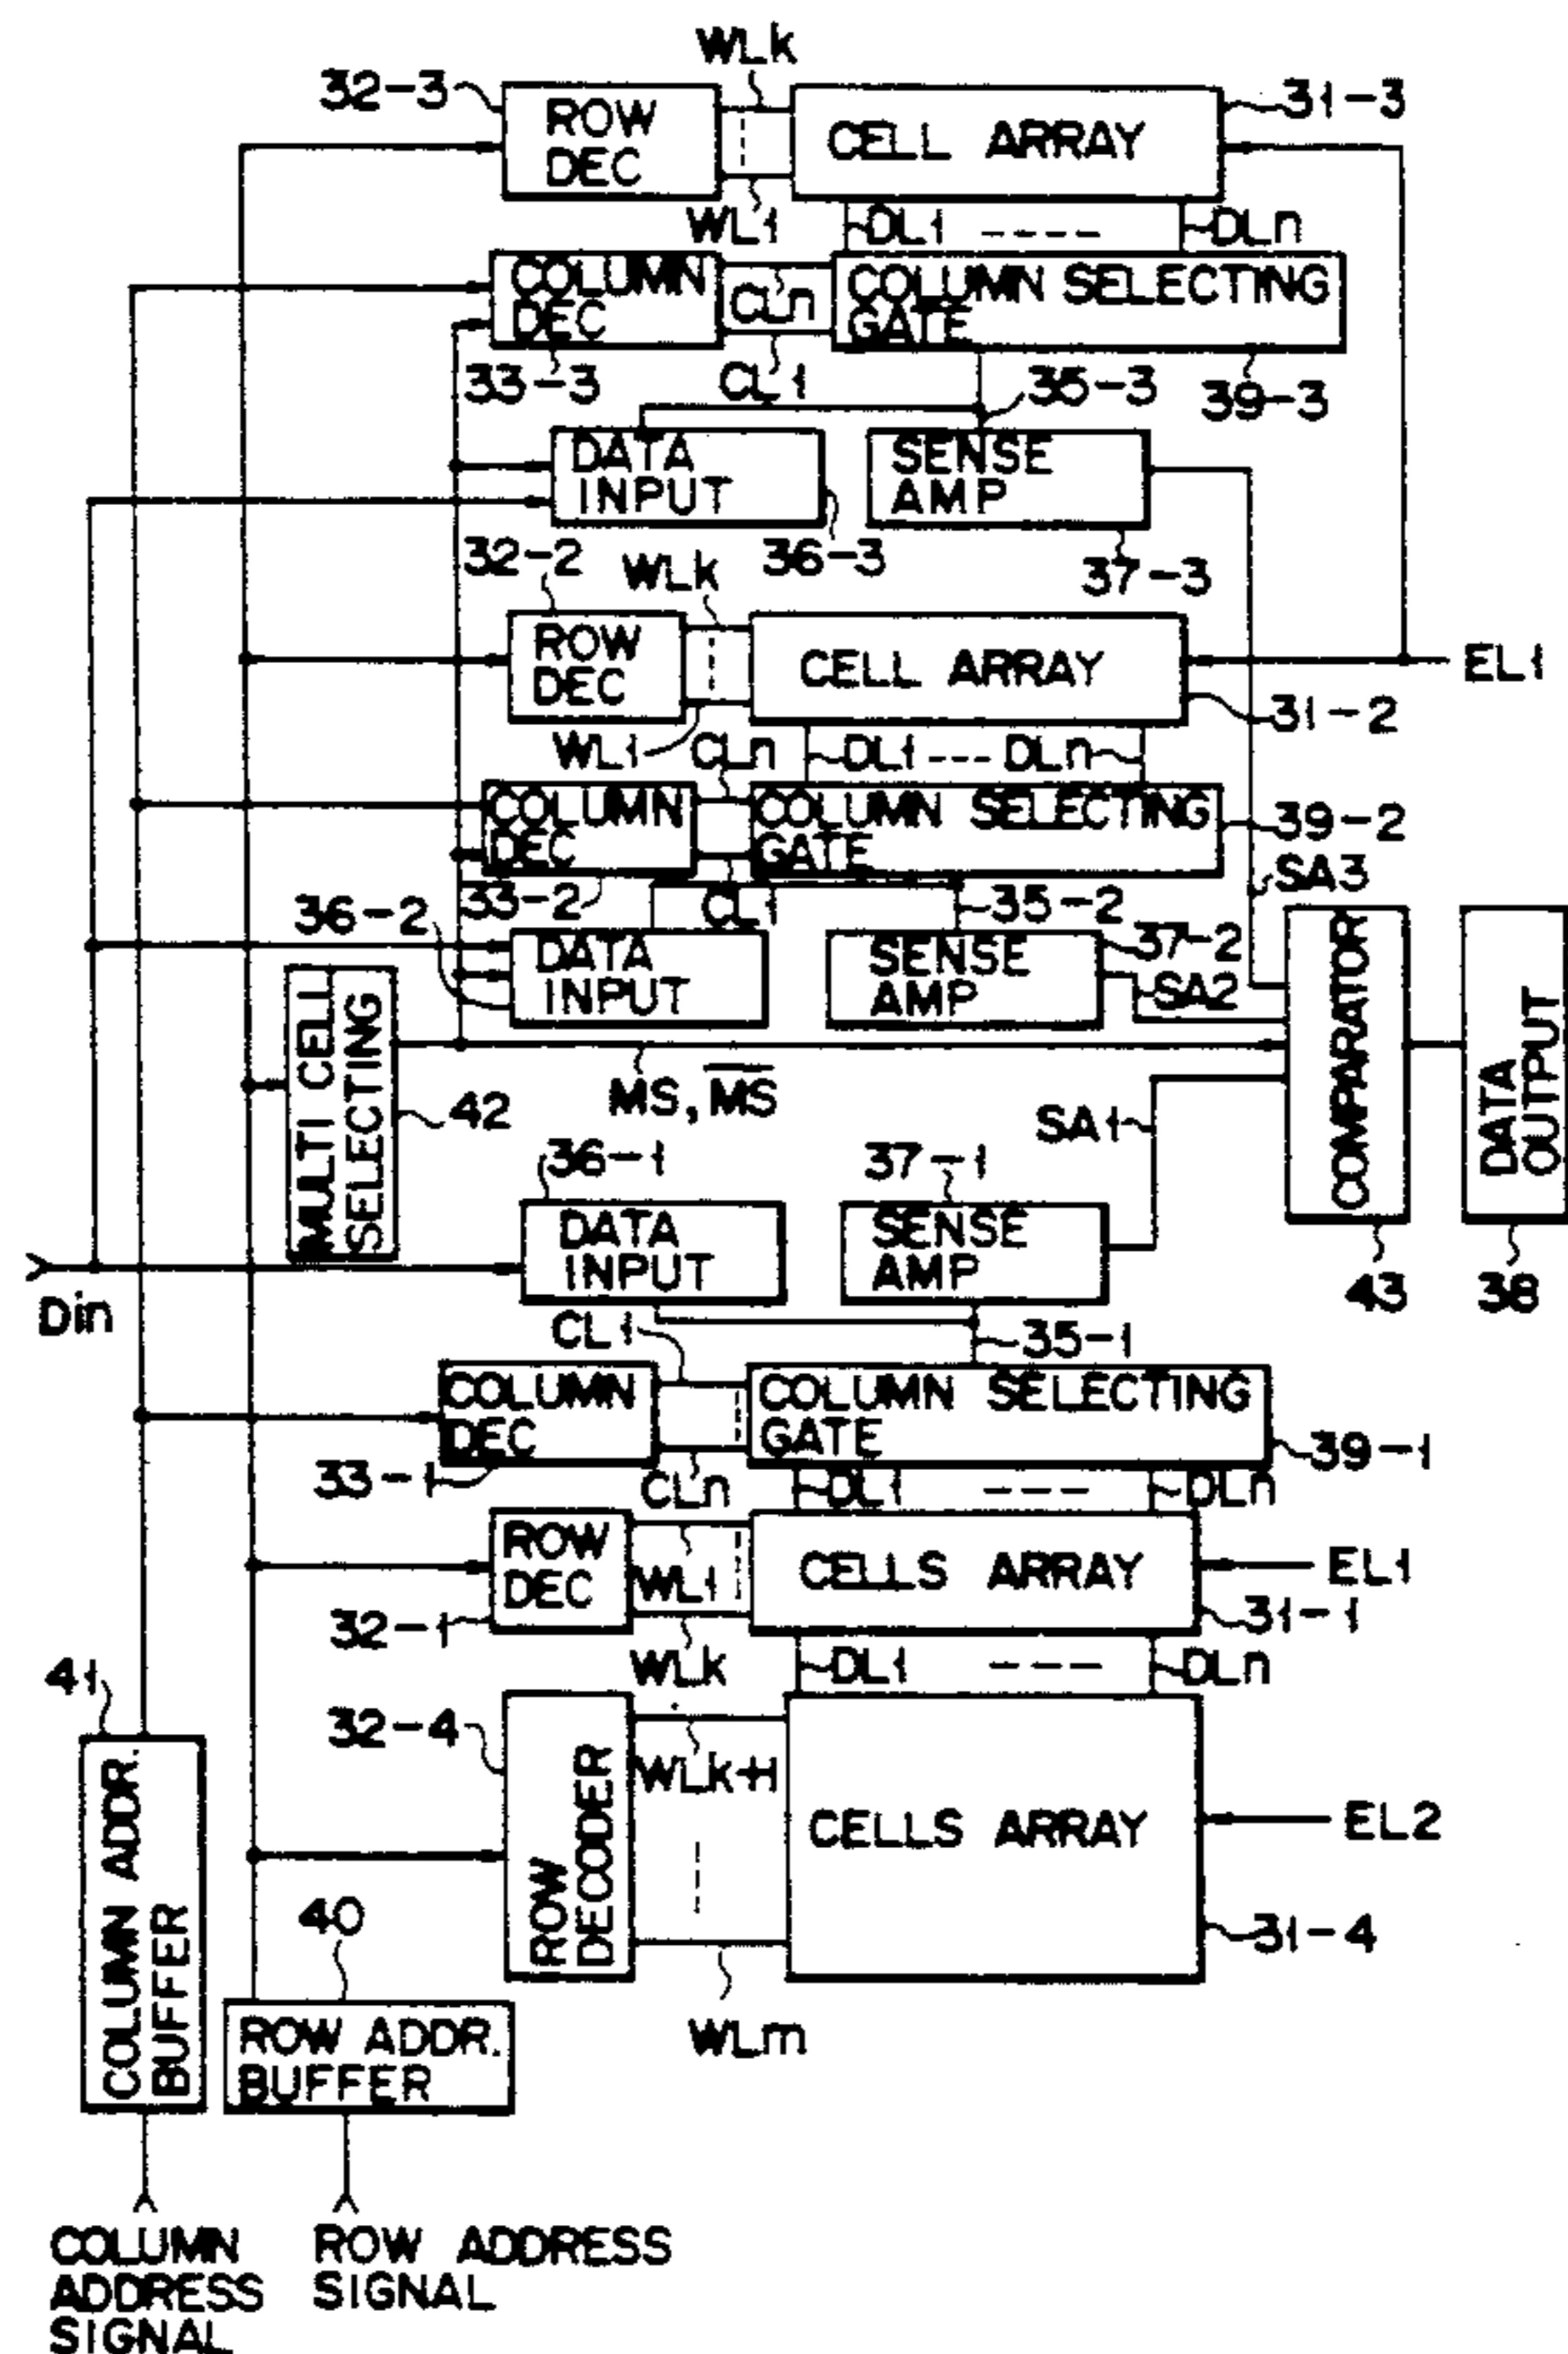 WLk
32-3
ROW
DEC
CELL ARRAY
31-3
WL1
DL1 ---- DLn
COLUMN
DEC
CLn
COLUMN SELECTING
GATE
33-3
CL1
35-3
39-3
DATA
INPUT
SENSE
AMP
32-2
WLk
36-3
37-3
ROW
DEC
CELL ARRAY
EL1
31-2
WL1
CLn
DL1 --- DLn
COLUMN
DEC
COLUMN SELECTING
GATE
39-2
SA3
33-2
CL1
35-2
36-2
DATA
INPUT
SENSE
AMP
37-2
SA2
MULTI CELL
SELECTING
COMPARATOR
DATA
OUTPUT
MS, M̅S̅
42
SA1
36-1
37-1
DATA
INPUT
SENSE
AMP
Din
43
38
CL1
35-1
COLUMN
DEC
COLUMN SELECTING
GATE
39-1
33-1
CLn
DL1 --- DLn
ROW
DEC
WL1
CELLS ARRAY
EL1
32-1
31-1
WLk
DL1 --- DLn
41
32-4
WLk+1
ROW
DECODER
CELLS ARRAY
EL2
COLUMN ADDR.
BUFFER
40
31-4
WLm
ROW ADDR.
BUFFER
COLUMN
ADDRESS
SIGNAL
ROW ADDRESS
SIGNAL